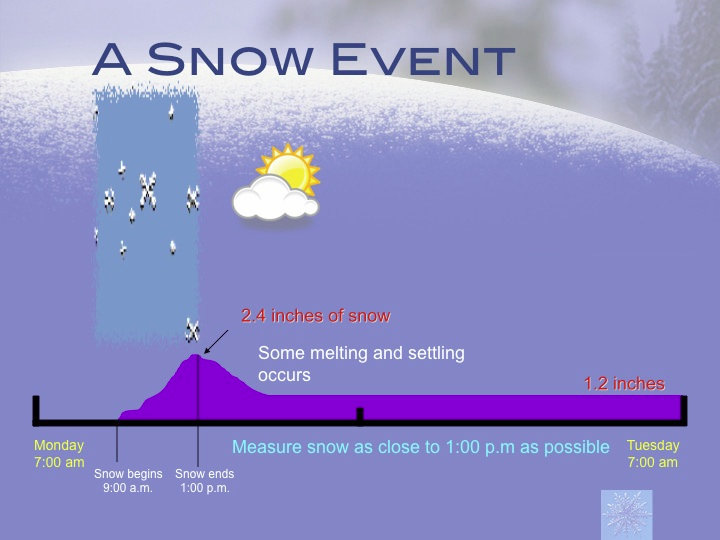 A Snow Event
2.4 inches of snow
Some melting and settling
occurs
1.2 inches
Monday
7:00 am
Measure snow as close to 1:00 p.m as possible
Tuesday
7:00 am
Snow begins
9:00 a.m.
Snow ends
1:00 p.m.